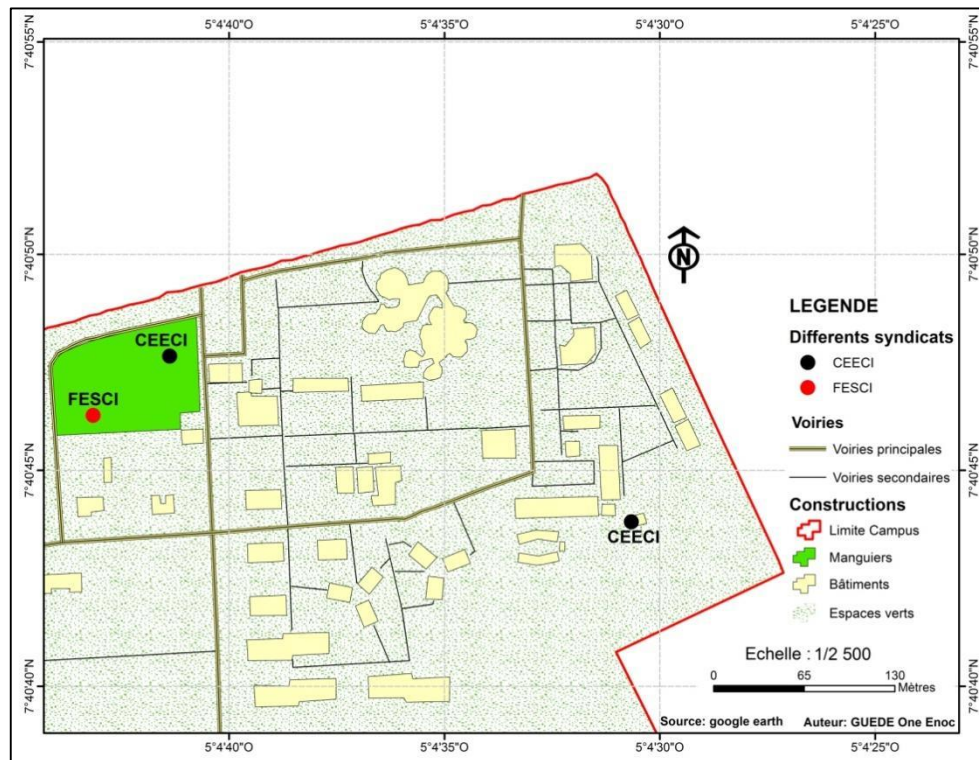 5°4'40"O 5°4'35"O 5°4'30"O 5°4'25"O
7°40'55"N 7°40'55"N
7°40'50"N 7°40'50"N
N
LEGENDE
Differents syndicats
CEECI
FESCI
CEECI
FESCI
Voiries
Voiries principales
Voiries secondaires
7°40'45"N 7°40'45"N
Constructions
Limite Campus
Manguiers
Bâtiments
Espaces verts
CEECI
Echelle : 1/2 500
0 65 130
Mètres
7°40'40"N 7°40'40"N
Source: google earth Auteur: GUEDE One Enoc
5°4'40"O 5°4'35"O 5°4'30"O 5°4'25"O